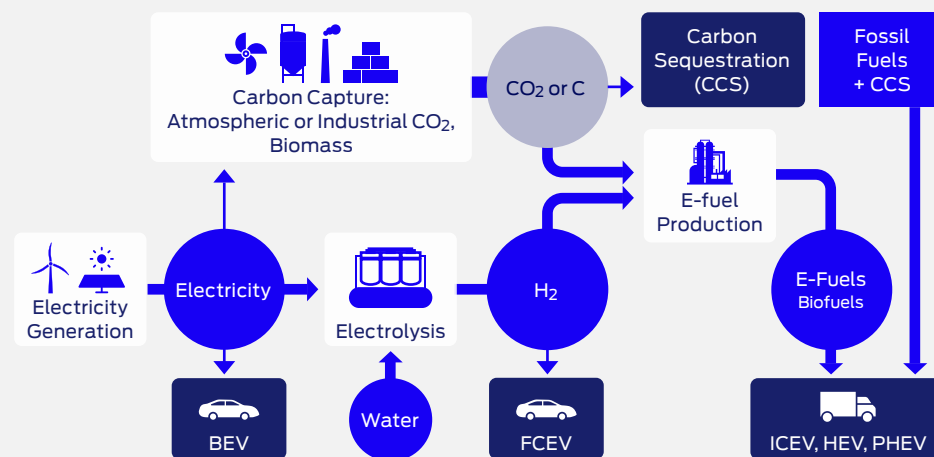 Carbon Capture:
Atmospheric or Industrial CO₂,
Biomass
CO₂ or C
Carbon
Sequestration
(CCS)
Fossil
Fuels
+ CCS
E-fuel
Production
Electricity
Generation
Electricity
Electrolysis
H₂
E-Fuels
Biofuels
BEV
Water
FCEV
ICEV, HEV, PHEV